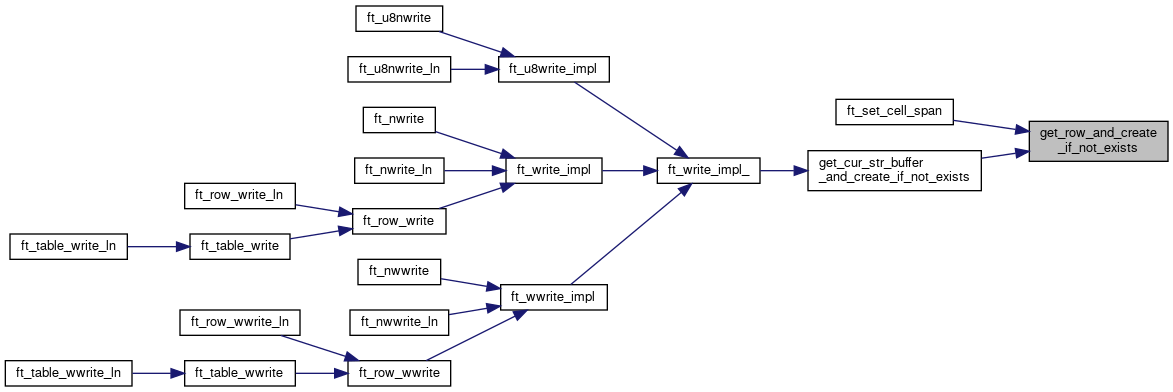 ft_u8nwrite
ft_u8nwrite_ln
ft_u8write_impl
ft_nwrite
ft_nwrite_ln
ft_write_impl
ft_row_write_ln
ft_row_write
ft_table_write_ln
ft_table_write
ft_nwwrite
ft_nwwrite_ln
ft_wwrite_impl
ft_row_wwrite_ln
ft_row_wwrite
ft_table_wwrite_ln
ft_table_wwrite
ft_write_impl_
ft_set_cell_span
get_cur_str_buffer
_and_create_if_not_exists
get_row_and_create
_if_not_exists